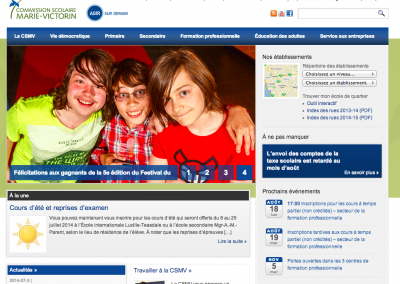 COMMISSION SCOLAIRE
MARIE-VICTORIN
AGIR SUR DEMAIN
La CSMV
Vie démocratique
Primaire
Secondaire
Formation professionnelle
Éducation des adultes
Service aux entreprises
Félicitations aux gagnants de la 5e édition du Festival du
1 2 3 4
Nos établissements
Répertoire des établissements
Choisissez un niveau...
Choisissez un établissement
Trouver mon école de quartier
• Outil interactif
• Index des rues 2013-14 (PDF)
• Index des rues 2014-15 (PDF)
À ne pas manquer
L'envoi des comptes de la
taxe scolaire est retardé au
mois d'août
En savoir plus >
Prochains événements
AOÛT
18
LUN
17:00 Inscriptions pour les cours à temps
partiel (non crédités) – secteur de la
formation professionnelle
AOÛT
19
Inscriptions tardives aux cours à temps
partiel (non crédités) – secteur de la
formation professionnelle
NOV
5
MER
Portes ouvertes dans les 3 centres de
formation professionnelle
À la une
Cours d'été et reprises d'examen
Vous pouvez maintenant vous inscrire pour les cours d'été qui seront offerts du 8 au 29
juillet 2014 à l'École internationale Lucille-Teasdale ou à l'école secondaire Mgr-A.-M.-
Parent, selon le lieu de résidence de l'élève. À noter que les reprises d'épreuves [...]
Lire la suite »
Actualités »
2014-07-3 |
Travailler à la CSMV »